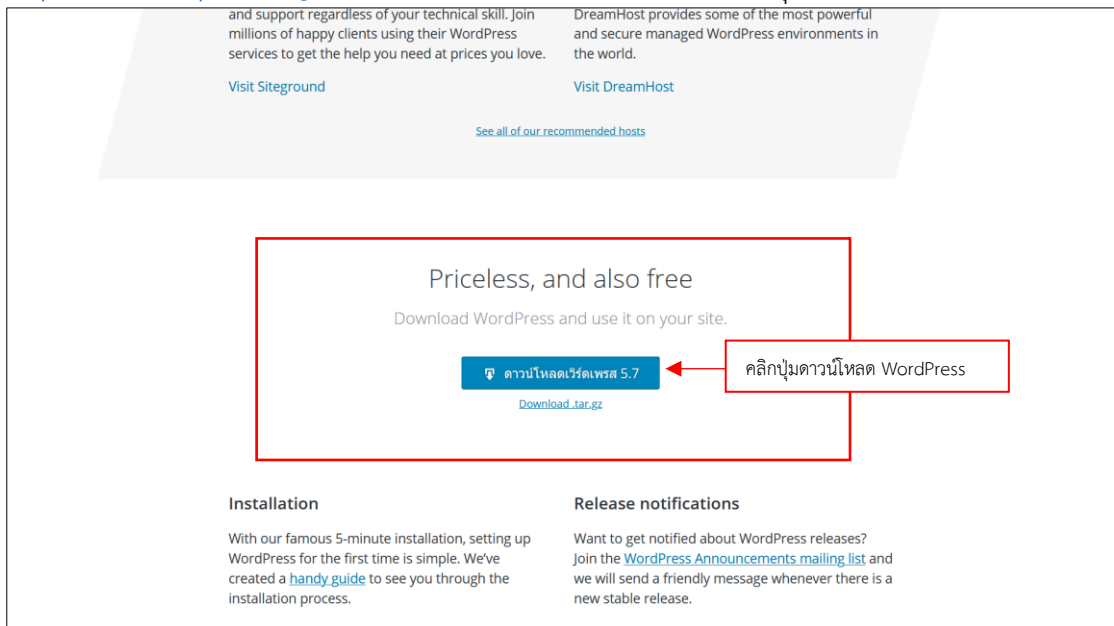 and support regardless of your technical skill. Join
millions of happy clients using their WordPress
services to get the help you need at prices you love.
Visit Siteground
DreamHost provides some of the most powerful
and secure managed WordPress environments in
the world.
Visit DreamHost
See all of our recommended hosts
Priceless, and also free
Download WordPress and use it on your site.
ดาวน์โหลดเวิร์ดเพรส 5.7
คลิกปุ่มดาวน์โหลด WordPress
Download .tar.gz
Installation
With our famous 5-minute installation, setting up
WordPress for the first time is simple. We've
created a handy guide to see you through the
installation process.
Release notifications
Want to get notified about WordPress releases?
Join the WordPress Announcements mailing list and
we will send a friendly message whenever there is a
new stable release.